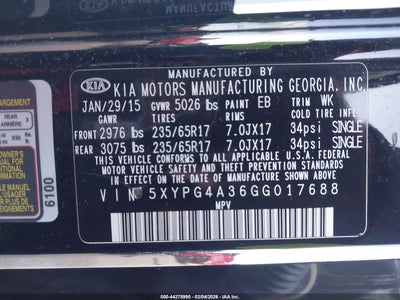 MANUFACTURED BY
KIA KIA MOTORS MANUFACTURING GEORGIA, INC.
JAN/29/15 GVWR 5026 lbs PAINT EB TRIM WK
GAWR TIRES RIMS COLD TIRE INFL
FRONT 2976 lbs 235/65R17 7.0JX17 34psi SINGLE
REAR 3075 lbs 235/65R17 7.0JX17 34psi SINGLE
THIS VEHICLE CONFORMS TO ALL APPLICABLE U.S. FEDERAL
MOTOR VEHICLE SAFETY, BUMPER, AND THEFT PREVENTION
STANDARDS IN EFFECT ON THE DATE OF MANUFACTURE SHOWN ABOVE.
VIN 5XYPG4A36GG017688
MPV
ARRIÈRE 3
6100
000-44278990 - 02/04/2026 - IAA, Inc.